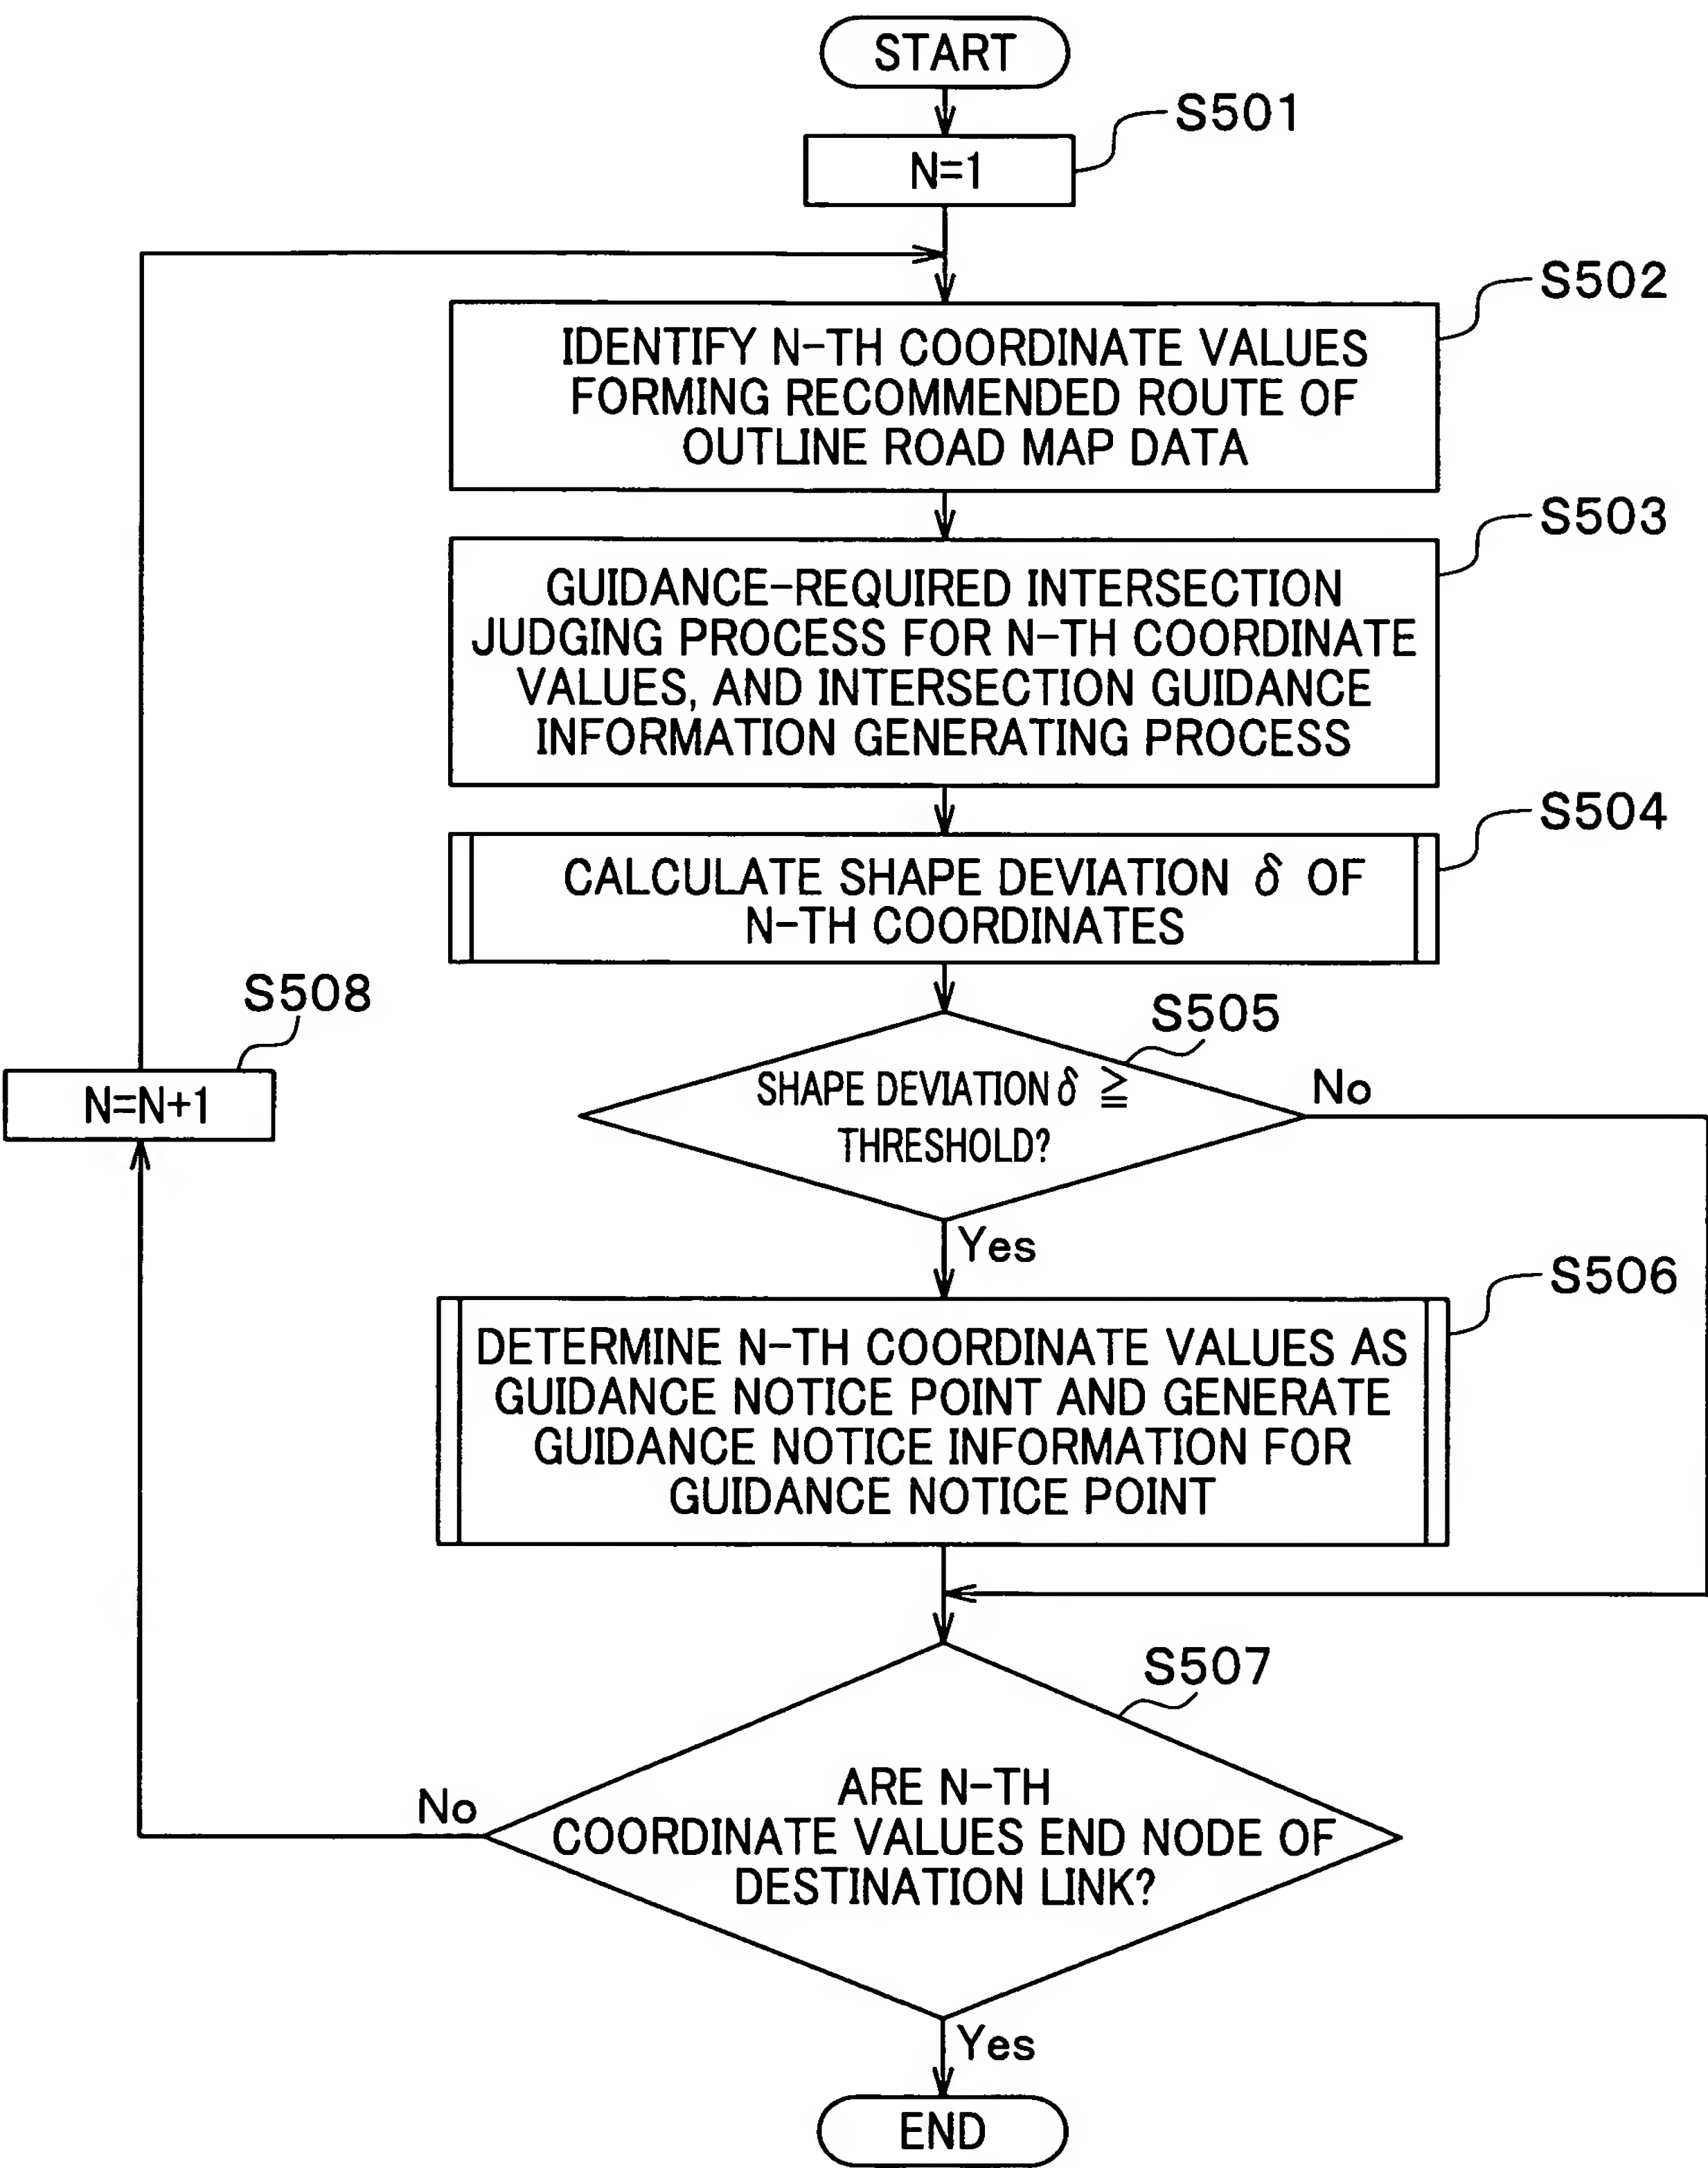 START
S501
N=1
S502
IDENTIFY N-TH COORDINATE VALUES
FORMING RECOMMENDED ROUTE OF
OUTLINE ROAD MAP DATA
S503
GUIDANCE-REQUIRED INTERSECTION
JUDGING PROCESS FOR N-TH COORDINATE
VALUES, AND INTERSECTION GUIDANCE
INFORMATION GENERATING PROCESS
S504
CALCULATE SHAPE DEVIATION δ OF
N-TH COORDINATES
S508
N=N+1
S505
SHAPE DEVIATION δ ≧
THRESHOLD?
No
Yes
S506
DETERMINE N-TH COORDINATE VALUES AS
GUIDANCE NOTICE POINT AND GENERATE
GUIDANCE NOTICE INFORMATION FOR
GUIDANCE NOTICE POINT
S507
ARE N-TH
COORDINATE VALUES END NODE OF
DESTINATION LINK?
No
Yes
END